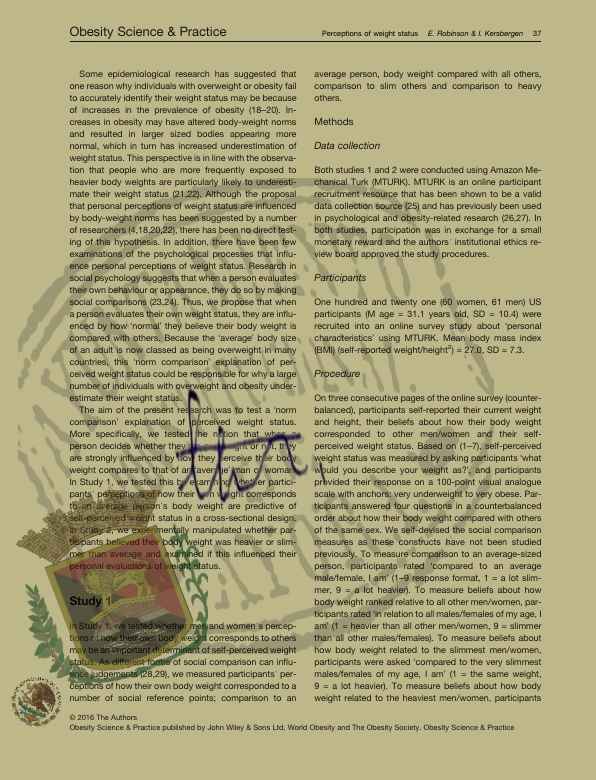 Obesity Science & Practice
Perceptions of weight status E. Robinson & I. Kersbergen 37
Some epidemiological research has suggested that
one reason why individuals with overweight or obesity fail
to accurately identify their weight status may be because
of increases in the prevalence of obesity (18–20). In-
creases in obesity may have altered body-weight norms
and resulted in larger sized bodies appearing more
normal, which in turn has increased underestimation of
weight status. This perspective is in line with the observa-
tion that people who are more frequently exposed to
heavier body weights are particularly likely to underesti-
mate their weight status (21,22). Although the proposal
that personal perceptions of weight status are influenced
by body-weight norms has been suggested by a number
of researchers (4,18,20,22), there has been no direct test-
ing of this hypothesis. In addition, there have been few
examinations of the psychological processes that influ-
ence personal perceptions of weight status. Research in
social psychology suggests that when a person evaluates
their own behaviour or appearance, they do so by making
social comparisons (23,24). Thus, we propose that when
a person evaluates their own weight status, they are influ-
enced by how 'normal' they believe their body weight is
compared with others. Because the 'average' body size
of an adult is now classed as being overweight in many
countries, this 'norm comparison' explanation of per-
ceived weight status could be responsible for why a large
number of individuals with overweight and obesity under-
estimate their weight status.
The aim of the present research was to test a 'norm
comparison' explanation of perceived weight status.
More specifically, we tested the notion that when a
person decides whether they are overweight or not, they
are strongly influenced by how they perceive their body
weight compares to that of an 'average' man or woman.
In Study 1, we tested this by examining whether partici-
pants' perceptions of how their own weight corresponds
to an average person's body weight are predictive of
self-perceived weight status in a cross-sectional design.
In Study 2, we experimentally manipulated whether par-
ticipants believed their body weight was heavier or slim-
mer than average and examined if this influenced their
personal evaluations of weight status.
Study 1
In Study 1, we tested whether men and women's percep-
tions of how their own body weight corresponds to others
may be an important determinant of self-perceived weight
status. As different forms of social comparison can influ-
ence judgements (28,29), we measured participants' per-
ceptions of how their own body weight corresponded to a
number of social reference points; comparison to an
average person, body weight compared with all others,
comparison to slim others and comparison to heavy
others.
Methods
Data collection
Both studies 1 and 2 were conducted using Amazon Me-
chanical Turk (MTURK). MTURK is an online participant
recruitment resource that has been shown to be a valid
data collection source (25) and has previously been used
in psychological and obesity-related research (26,27). In
both studies, participation was in exchange for a small
monetary reward and the authors' institutional ethics re-
view board approved the study procedures.
Participants
One hundred and twenty one (60 women, 61 men) US
participants (M age = 31.1 years old, SD = 10.4) were
recruited into an online survey study about 'personal
characteristics' using MTURK. Mean body mass index
(BMI) (self-reported weight/height²) = 27.0, SD = 7.3.
Procedure
On three consecutive pages of the online survey (counter-
balanced), participants self-reported their current weight
and height, their beliefs about how their body weight
corresponded to other men/women and their self-
perceived weight status. Based on (1–7), self-perceived
weight status was measured by asking participants 'what
would you describe your weight as?', and participants
provided their response on a 100-point visual analogue
scale with anchors: very underweight to very obese. Par-
ticipants answered four questions in a counterbalanced
order about how their body weight compared with others
of the same sex. We self-devised the social comparison
measures as these constructs have not been studied
previously. To measure comparison to an average-sized
person, participants rated 'compared to an average
male/female, I am' (1–9 response format, 1 = a lot slim-
mer, 9 = a lot heavier). To measure beliefs about how
body weight ranked relative to all other men/women, par-
ticipants rated 'in relation to all males/females of my age, I
am' (1 = heavier than all other men/women, 9 = slimmer
than all other males/females). To measure beliefs about
how body weight related to the slimmest men/women,
participants were asked 'compared to the very slimmest
males/females of my age, I am' (1 = the same weight,
9 = a lot heavier). To measure beliefs about how body
weight related to the heaviest men/women, participants
© 2016 The Authors
Obesity Science & Practice published by John Wiley & Sons Ltd, World Obesity and The Obesity Society. Obesity Science & Practice